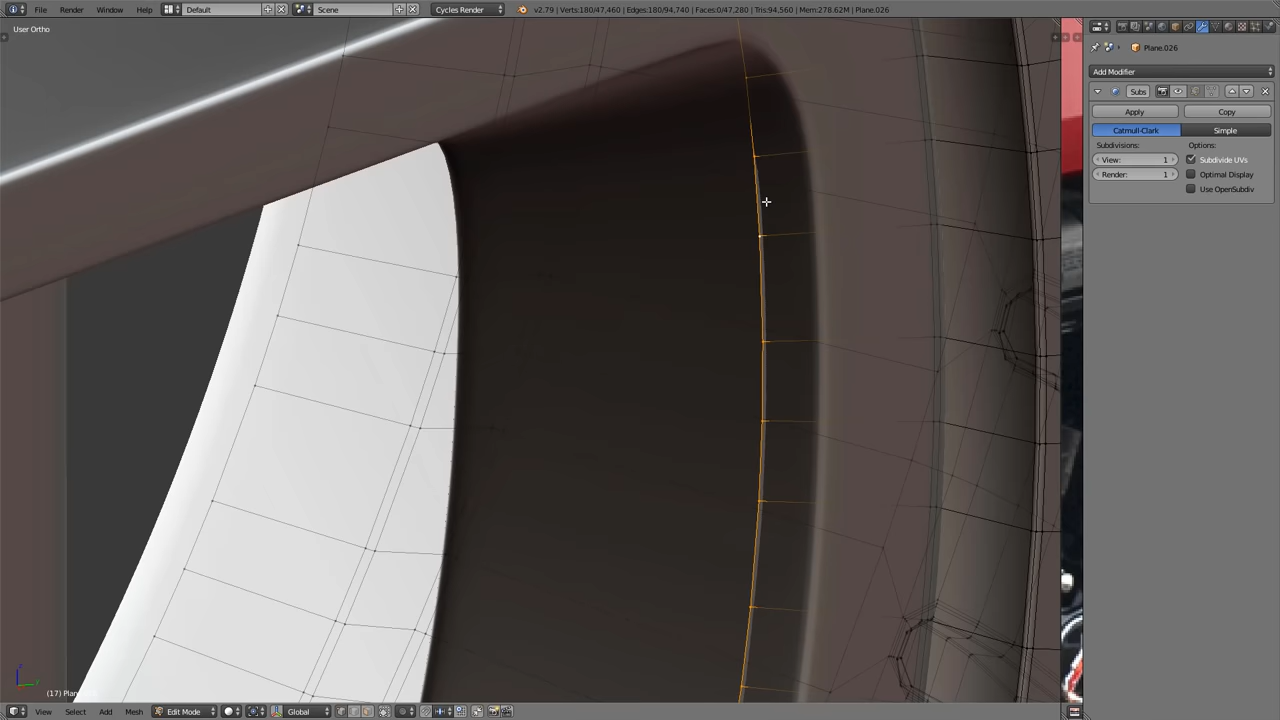 File Render Window Help Default Scene Cycles Render v2.79 | Verts:180/47,460 | Edges:180/94,740 | Faces:0/47,280 | Tris:94,560 | Mem:278.62M | Plane.026
User Ortho
Plane.026
Add Modifier
Subs
Apply Copy
Catmull-Clark Simple
Subdivisions: Options:
View: 1 Subdivide UVs
Render: 1 Optimal Display
Use OpenSubdiv
View Select Add Mesh Edit Mode Global